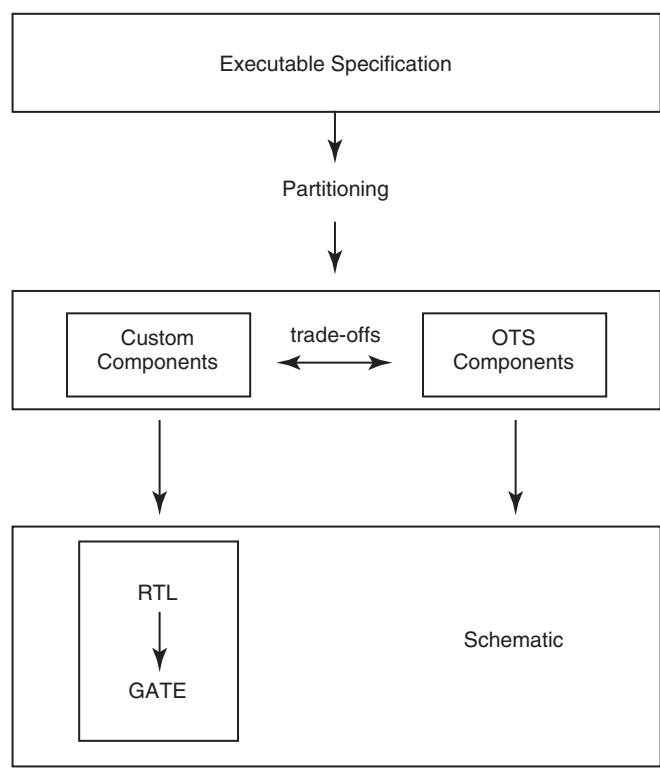 Executable Specification
Partitioning
Custom
Components
trade-offs
OTS
Components
RTL
GATE
Schematic